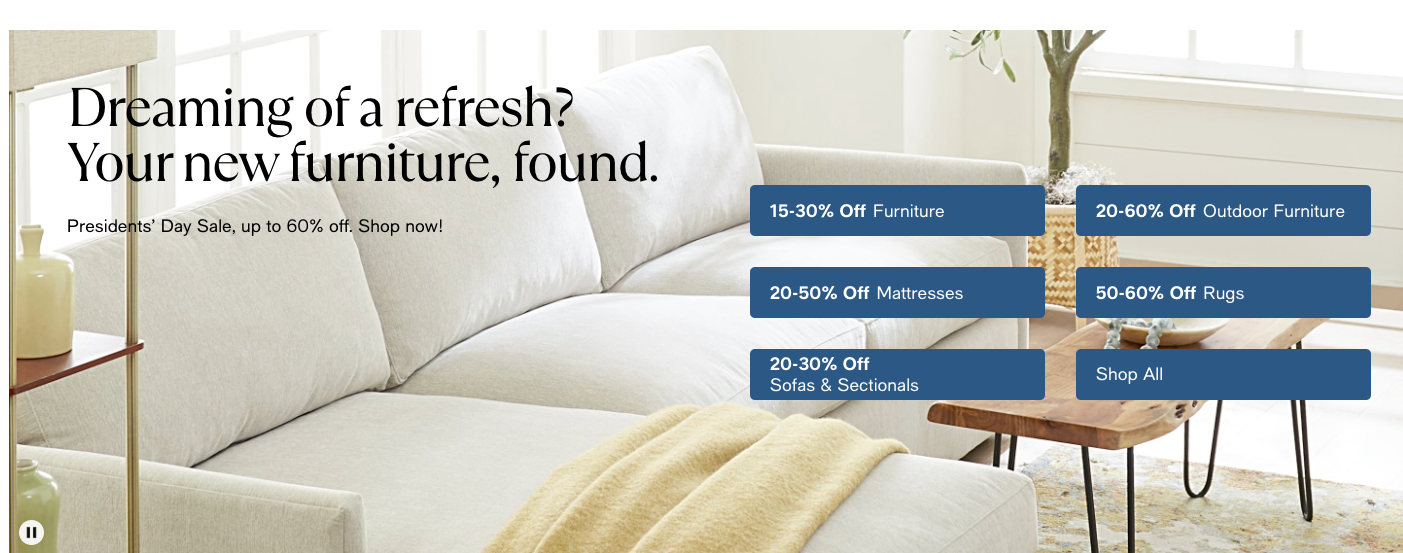 Dreaming of a refresh?
Your new furniture, found.
Presidents’ Day Sale, up to 60% off. Shop now!
15-30% Off Furniture
20-60% Off Outdoor Furniture
20-50% Off Mattresses
50-60% Off Rugs
20-30% Off
Sofas & Sectionals
Shop All